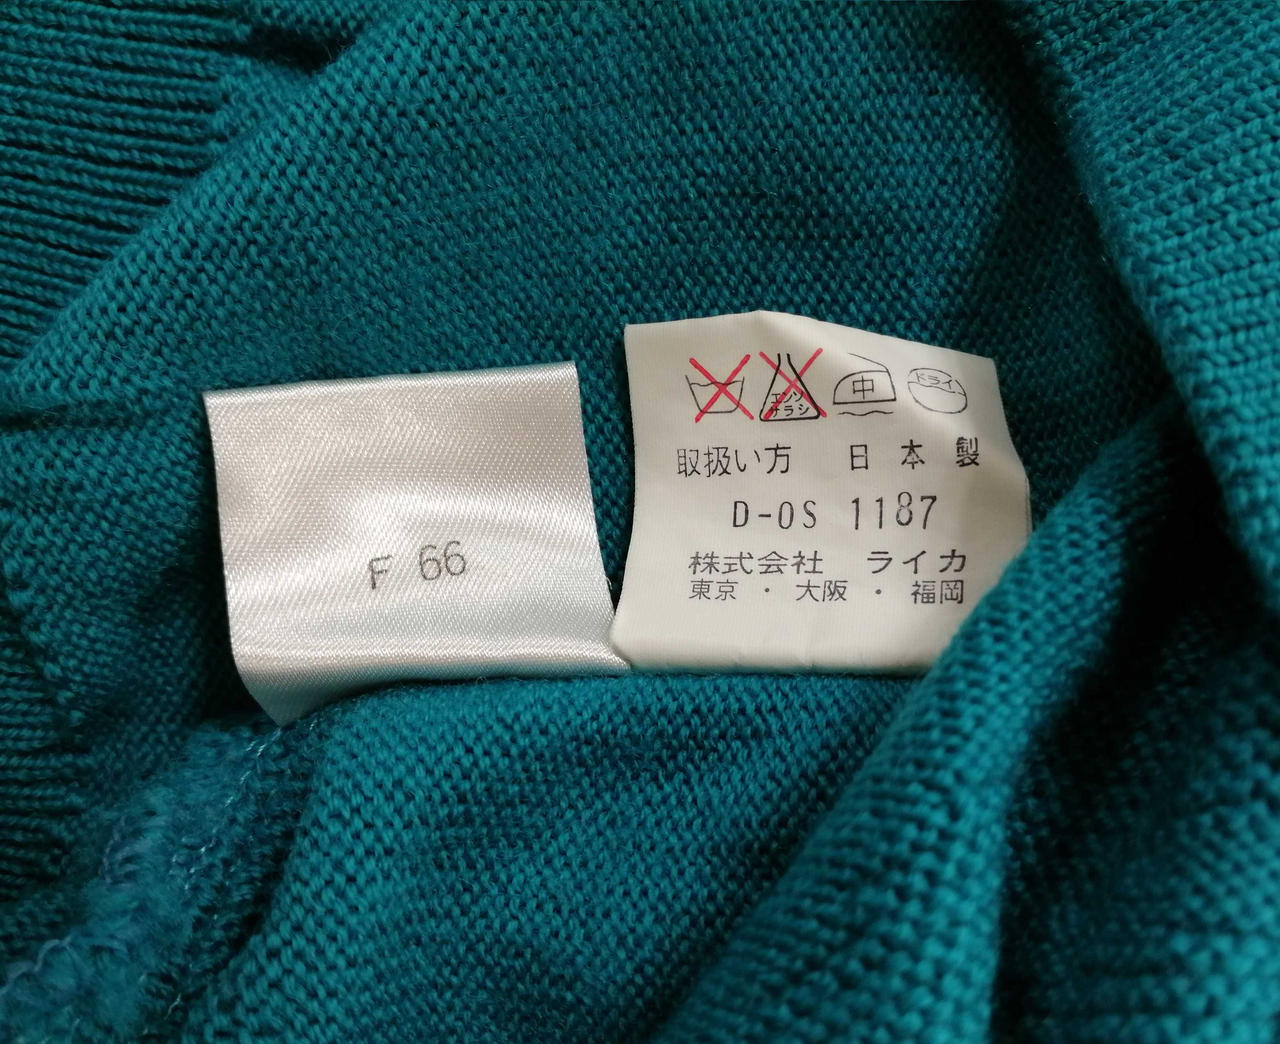 F 66
エンソ
チラシ
中
ドライ
取扱い方 日本製
D-OS 1187
株式会社 ライカ
東京・大阪・福岡